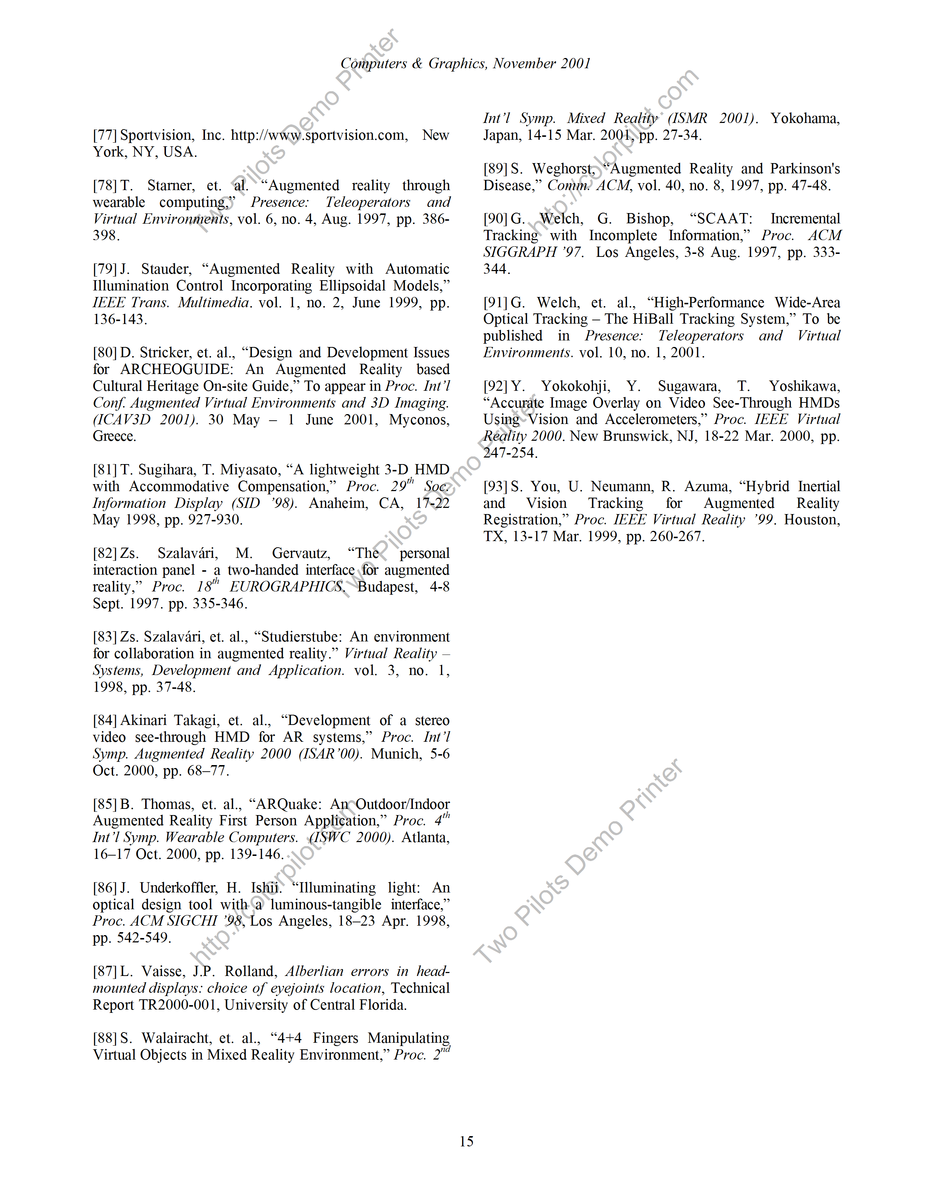 Computers & Graphics, November 2001
[77] Sportvision, Inc. http://www.sportvision.com, New
York, NY, USA.
[78] T. Starner, et. al. “Augmented reality through
wearable computing,” Presence: Teleoperators and
Virtual Environments, vol. 6, no. 4, Aug. 1997, pp. 386-
398.
[79] J. Stauder, “Augmented Reality with Automatic
Illumination Control Incorporating Ellipsoidal Models,”
IEEE Trans. Multimedia. vol. 1, no. 2, June 1999, pp.
136-143.
[80] D. Stricker, et. al., “Design and Development Issues
for ARCHEOGUIDE: An Augmented Reality based
Cultural Heritage On-site Guide,” To appear in Proc. Int’l
Conf. Augmented Virtual Environments and 3D Imaging.
(ICAV3D 2001). 30 May – 1 June 2001, Myconos,
Greece.
[81] T. Sugihara, T. Miyasato, “A lightweight 3-D HMD
with Accommodative Compensation,” Proc. 29th Soc.
Information Display (SID ’98). Anaheim, CA, 17-22
May 1998, pp. 927-930.
[82] Zs. Szalavári, M. Gervautz, “The personal
interaction panel - a two-handed interface for augmented
reality,” Proc. 18th EUROGRAPHICS. Budapest, 4-8
Sept. 1997. pp. 335-346.
[83] Zs. Szalavári, et. al., “Studierstube: An environment
for collaboration in augmented reality.” Virtual Reality –
Systems, Development and Application. vol. 3, no. 1,
1998, pp. 37-48.
[84] Akinari Takagi, et. al., “Development of a stereo
video see-through HMD for AR systems,” Proc. Int’l
Symp. Augmented Reality 2000 (ISAR’00). Munich, 5-6
Oct. 2000, pp. 68–77.
[85] B. Thomas, et. al., “ARQuake: An Outdoor/Indoor
Augmented Reality First Person Application,” Proc. 4th
Int’l Symp. Wearable Computers. (ISWC 2000). Atlanta,
16–17 Oct. 2000, pp. 139-146.
[86] J. Underkoffler, H. Ishii. “Illuminating light: An
optical design tool with a luminous-tangible interface,”
Proc. ACM SIGCHI ’98, Los Angeles, 18–23 Apr. 1998,
pp. 542-549.
[87] L. Vaisse, J.P. Rolland, Alberlian errors in head-
mounted displays: choice of eyejoints location, Technical
Report TR2000-001, University of Central Florida.
[88] S. Walairacht, et. al., “4+4 Fingers Manipulating
Virtual Objects in Mixed Reality Environment,” Proc. 2nd
Int’l Symp. Mixed Reality (ISMR 2001). Yokohama,
Japan, 14-15 Mar. 2001, pp. 27-34.
[89] S. Weghorst, “Augmented Reality and Parkinson's
Disease,” Comm. ACM, vol. 40, no. 8, 1997, pp. 47-48.
[90] G. Welch, G. Bishop, “SCAAT: Incremental
Tracking with Incomplete Information,” Proc. ACM
SIGGRAPH ’97. Los Angeles, 3-8 Aug. 1997, pp. 333-
344.
[91] G. Welch, et. al., “High-Performance Wide-Area
Optical Tracking – The HiBall Tracking System,” To be
published in Presence: Teleoperators and Virtual
Environments. vol. 10, no. 1, 2001.
[92] Y. Yokokohji, Y. Sugawara, T. Yoshikawa,
“Accurate Image Overlay on Video See-Through HMDs
Using Vision and Accelerometers,” Proc. IEEE Virtual
Reality 2000. New Brunswick, NJ, 18-22 Mar. 2000, pp.
247-254.
[93] S. You, U. Neumann, R. Azuma, “Hybrid Inertial
and Vision Tracking for Augmented Reality
Registration,” Proc. IEEE Virtual Reality ’99. Houston,
TX, 13-17 Mar. 1999, pp. 260-267.
15
Two Pilots Demo Printer
http://colorpilot.com
Two Pilots Demo Printer
http://colorpilot.com
Two Pilots Demo Printer